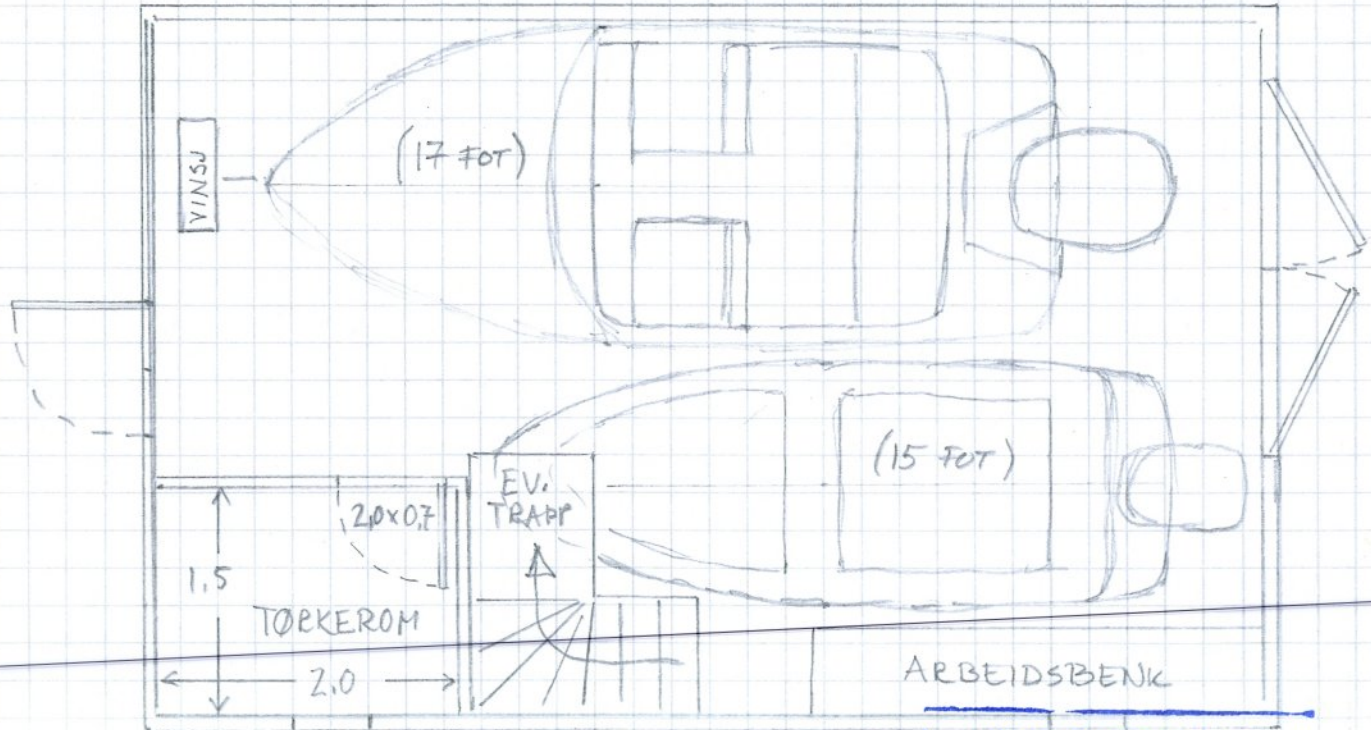 (17 FOT)
VINSJ
(15 FOT)
EV.
TRAPP
2,0x0,7
1,5
TØRKEROM
2,0
ARBEIDSBENK